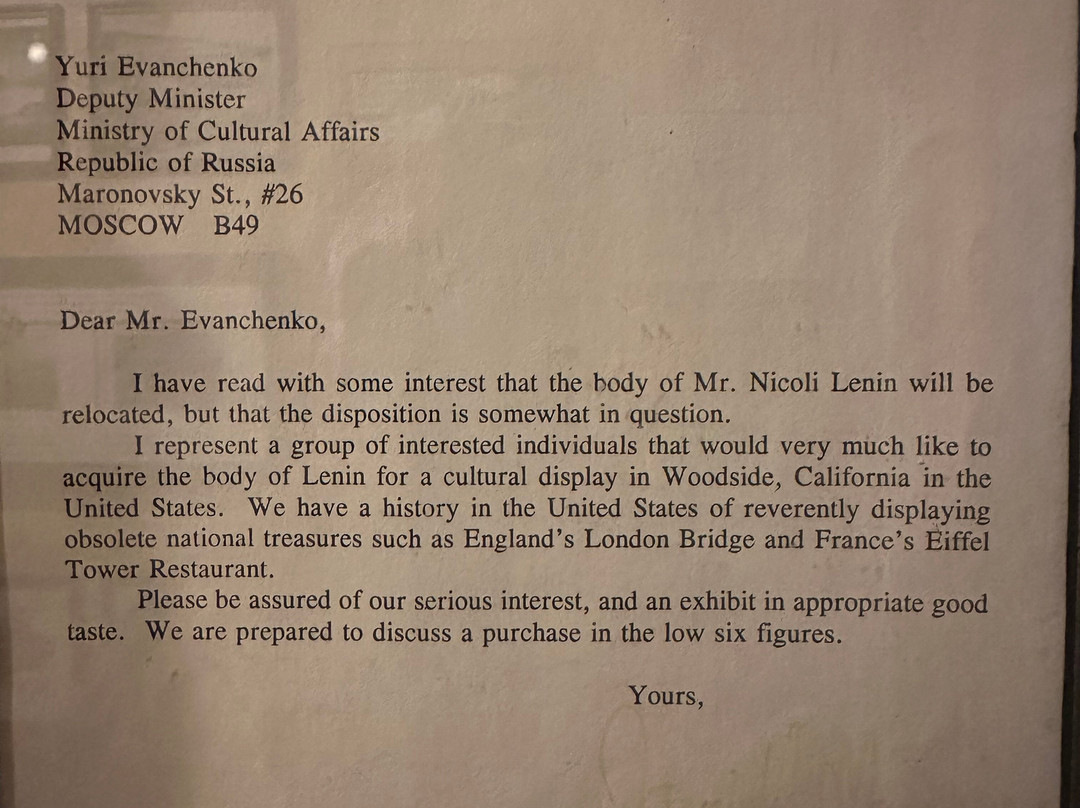 Yuri Evanchenko
Deputy Minister
Ministry of Cultural Affairs
Republic of Russia
Maronovsky St., #26
MOSCOW B49
Dear Mr. Evanchenko,
I have read with some interest that the body of Mr. Nicoli Lenin will be
relocated, but that the disposition is somewhat in question.
I represent a group of interested individuals that would very much like to
acquire the body of Lenin for a cultural display in Woodside, California in the
United States. We have a history in the United States of reverently displaying
obsolete national treasures such as England's London Bridge and France's Eiffel
Tower Restaurant.
Please be assured of our serious interest, and an exhibit in appropriate good
taste. We are prepared to discuss a purchase in the low six figures.
Yours,